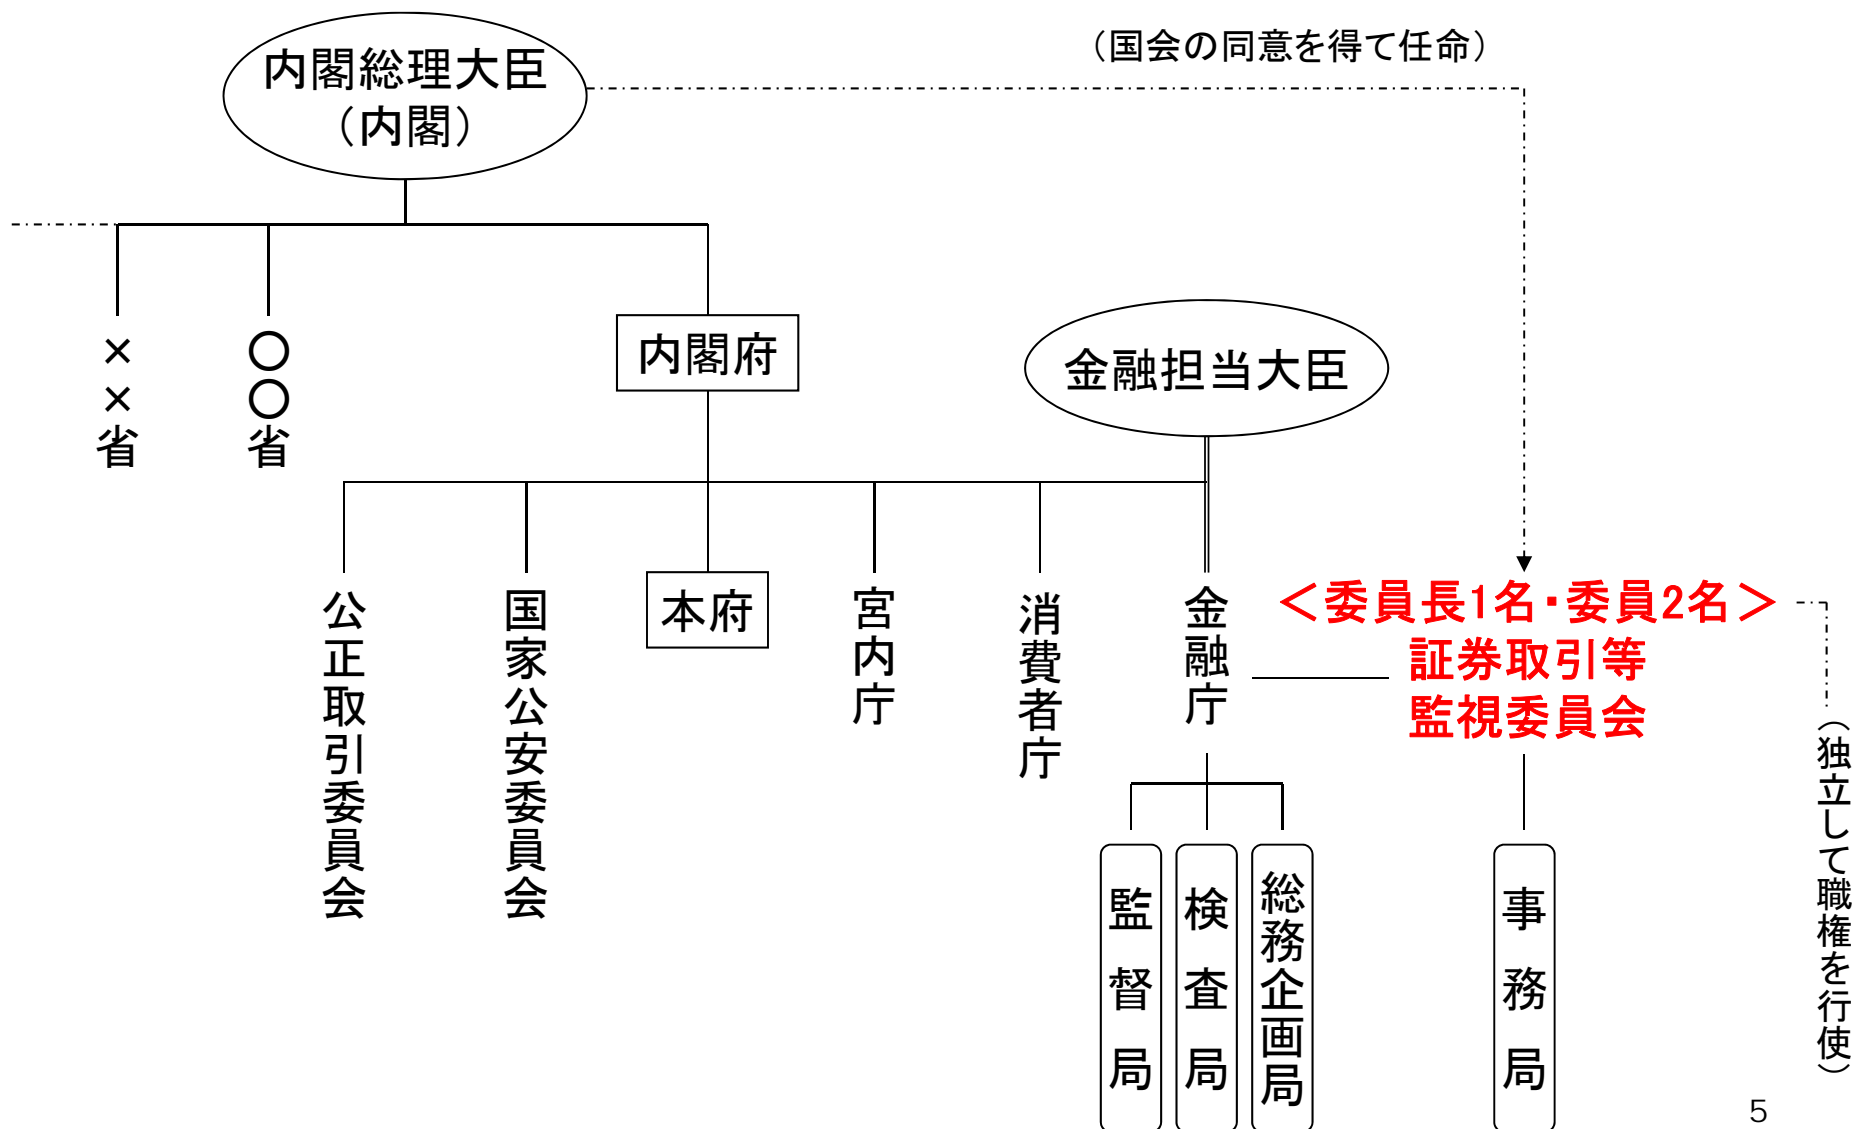 内閣総理大臣
（内閣）
（国会の同意を得て任命）
××省
○○省
内閣府
金融担当大臣
公正取引委員会
国家公安委員会
本府
宮内庁
消費者庁
金融庁
＜委員長1名・委員2名＞
証券取引等
監視委員会
（独立して職権を行使）
監督局
検査局
総務企画局
事務局
5